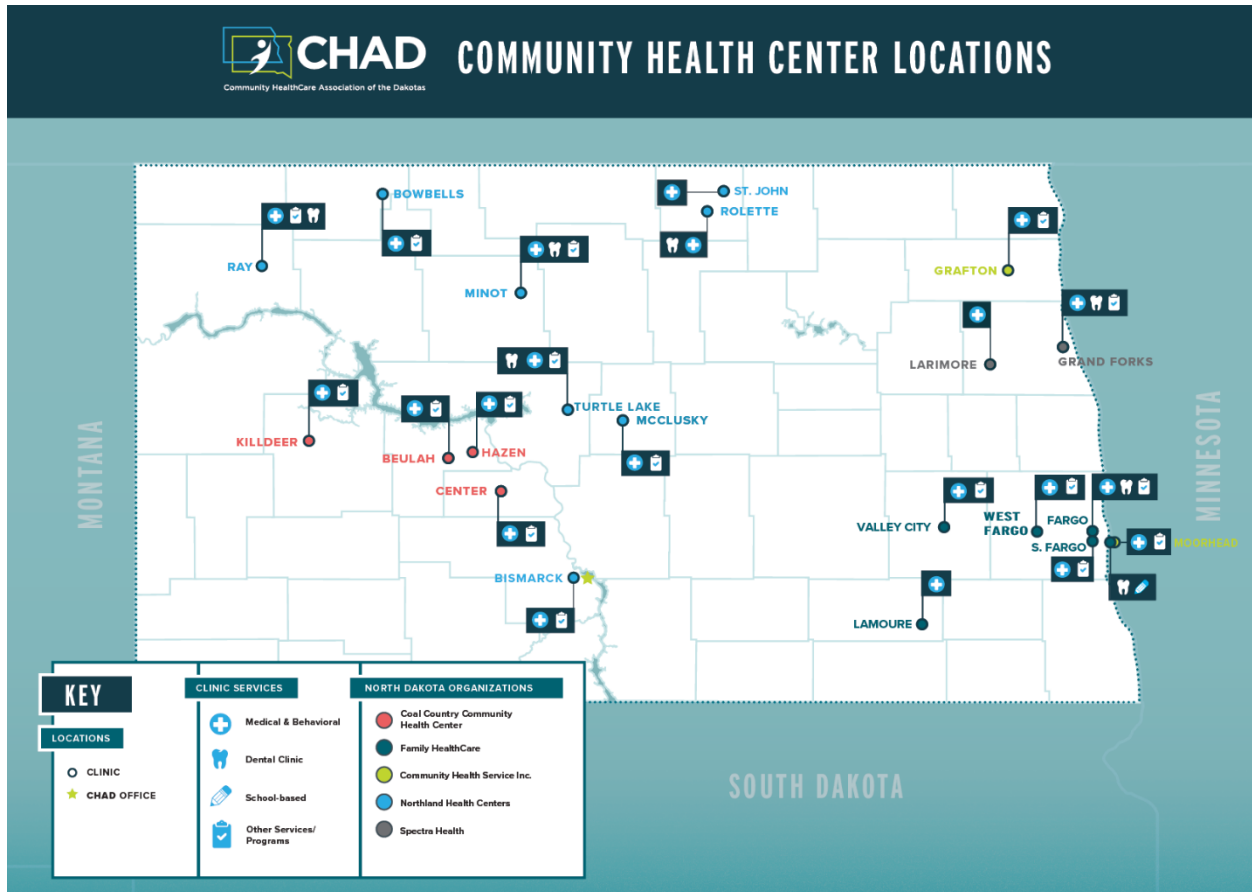 CHAD
Community HealthCare Association of the Dakotas
COMMUNITY HEALTH CENTER LOCATIONS
BOWBELLS
ST. JOHN
ROLETTE
RAY
MINOT
GRAFTON
LARIMORE
GRAND FORKS
TURTLE LAKE
MCCLUSKY
KILLDEER
BEULAH
HAZEN
CENTER
VALLEY CITY
WEST
FARGO
FARGO
S. FARGO
MOORHEAD
BISMARCK
LAMOURE
MONTANA
MINNESOTA
SOUTH DAKOTA
KEY
LOCATIONS
CLINIC
CHAD OFFICE
CLINIC SERVICES
Medical & Behavioral
Dental Clinic
School-based
Other Services/
Programs
NORTH DAKOTA ORGANIZATIONS
Coal Country Community
Health Center
Family HealthCare
Community Health Service Inc.
Northland Health Centers
Spectra Health